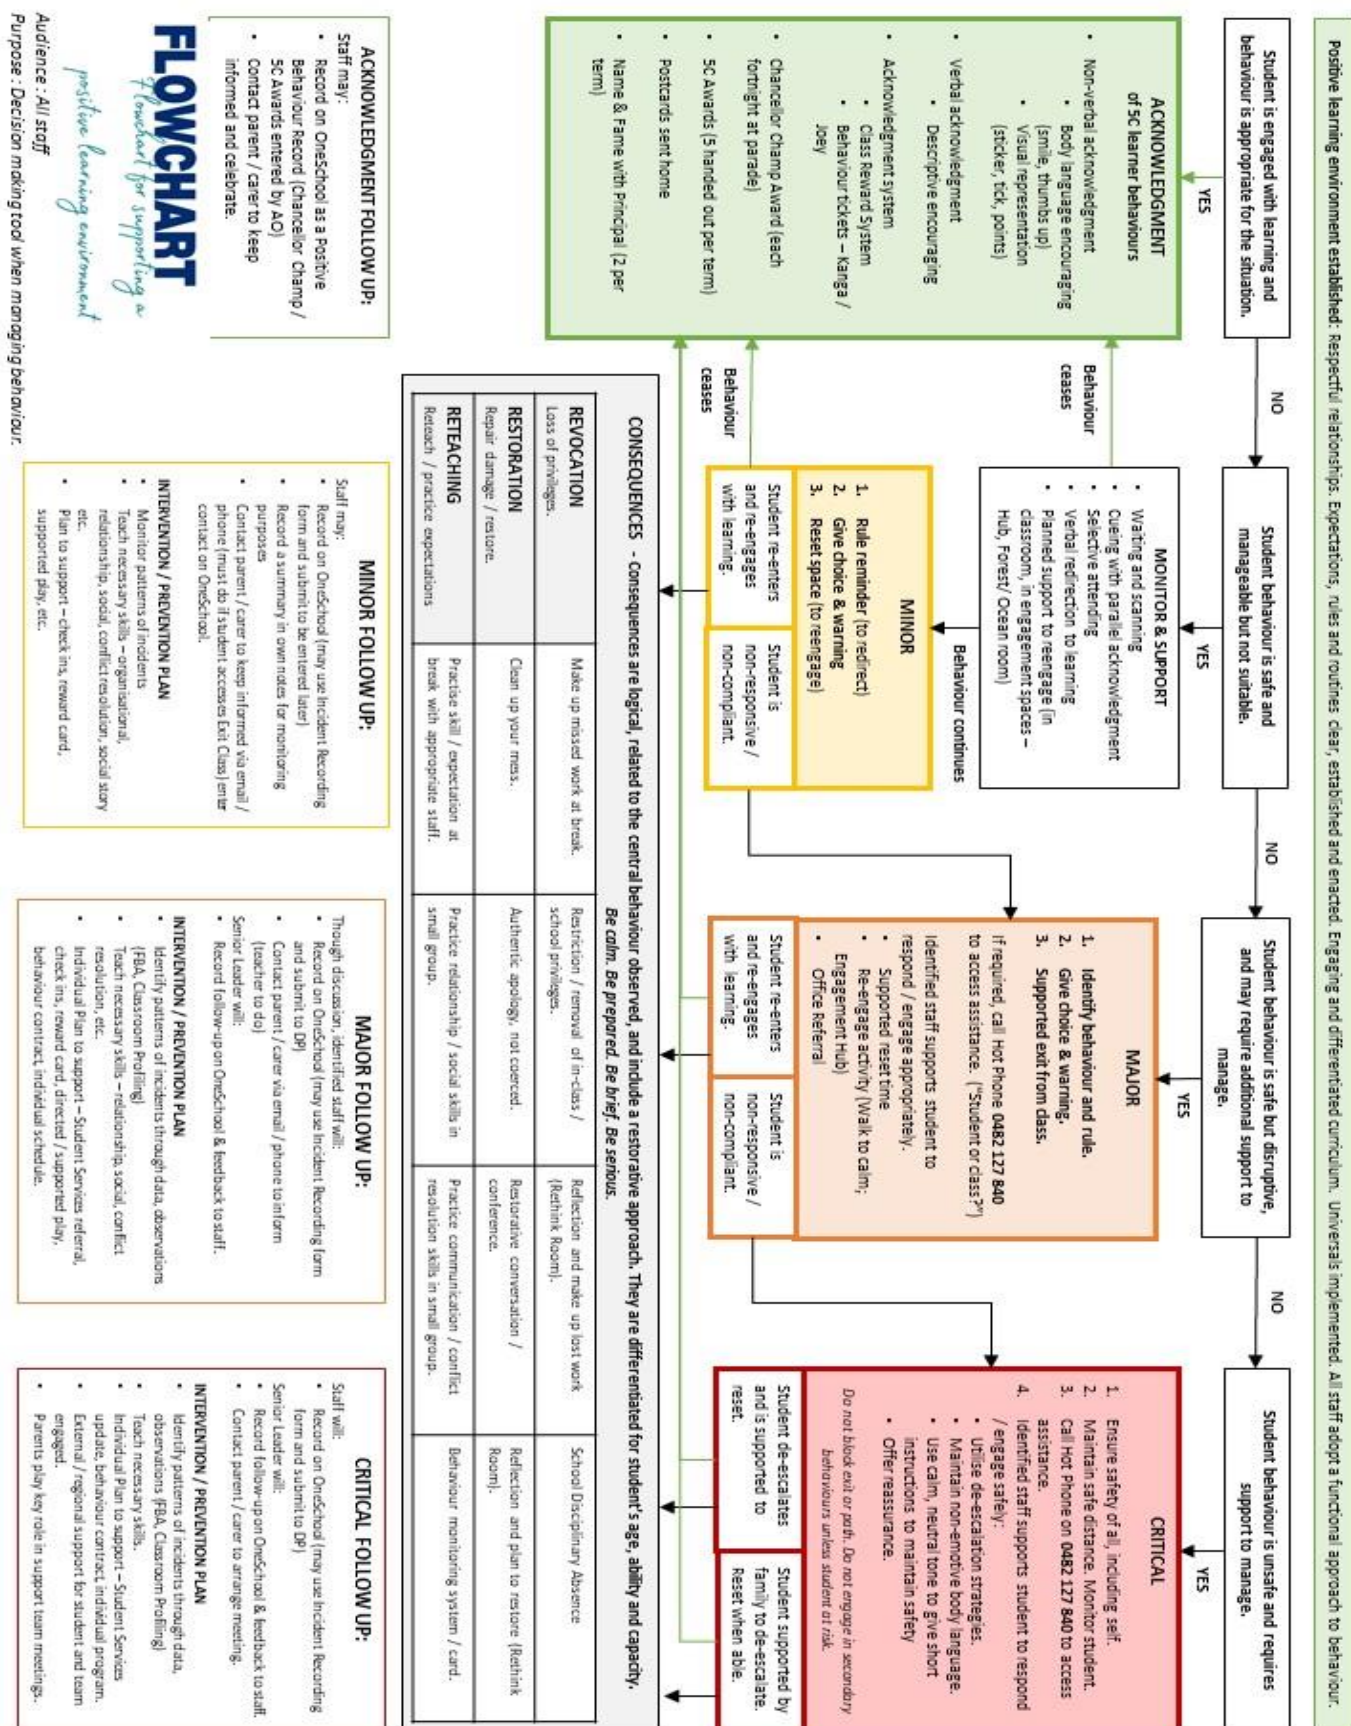 Positive learning environment established: Respectful relationships. Expectations, rules and routines clear, established and enacted. Engaging and differentiated curriculum. Universals implemented. All staff adopt a functional approach to behaviour.
Student is engaged with learning and
behaviour is appropriate for the situation.
NO
Student behaviour is safe and
manageable but not suitable.
NO
Student behaviour is safe but disruptive,
and may require additional support to
manage.
NO
Student behaviour is unsafe and requires
support to manage.
YES
YES
YES
YES
ACKNOWLEDGMENT
of 5C learner behaviours
• Non-verbal acknowledgment
• Body language encouraging
(smile, thumbs up)
• Visual representation
(sticker, tick, points)
• Verbal acknowledgment
• Descriptive encouraging
• Acknowledgment system
• Class Reward System
• Behaviour tickets – Kanga /
Joey
• Chancellor Champ Award (each
fortnight at parade)
• 5C Awards (5 handed out per term)
• Postcards sent home
• Name & Fame with Principal (2 per
term)
Behaviour
ceases
Behaviour
ceases
MONITOR & SUPPORT
• Waiting and scanning
• Cueing with parallel acknowledgment
• Selective attending
• Verbal redirection to learning
• Planned support to reengage (in
classroom, in engagement spaces –
Hub, Forest/ Ocean room)
Behaviour continues
MINOR
1. Rule reminder (to redirect)
2. Give choice & warning
3. Reset space (to reengage)
Student re-enters
and re-engages
with learning.
Student is
non-responsive /
non-compliant.
MAJOR
1. Identify behaviour and rule.
2. Give choice & warning.
3. Supported exit from class.
If required, call Hot Phone 0482 127 840
to access assistance. ("Student or class?")
Identified staff supports student to
respond / engage appropriately.
• Supported reset time
• Re-engage activity (Walk to calm;
Engagement Hub)
• Office Referral
Student re-enters
and re-engages
with learning.
Student is
non-responsive /
non-compliant.
CRITICAL
1. Ensure safety of all, including self.
2. Maintain safe distance. Monitor student.
3. Call Hot Phone on 0482 127 840 to access
assistance.
4. Identified staff supports student to respond
/ engage safely:
• Utilise de-escalation strategies.
• Maintain non-emotive body language.
• Use calm, neutral tone to give short
instructions to maintain safety
• Offer reassurance.
Do not block exit or path. Do not engage in secondary
behaviours unless student at risk.
Student de-escalates
and is supported to
reset.
Student supported by
family to de-escalate.
Reset when able.
CONSEQUENCES - Consequences are logical, related to the central behaviour observed, and include a restorative approach. They are differentiated for student's age, ability and capacity.
Be calm. Be prepared. Be brief. Be serious.
REVOCATION
Loss of privileges.
Make up missed work at break.
Restriction / removal of in-class /
school privileges.
Reflection and make up lost work
(Rethink Room).
School Disciplinary Absence
RESTORATION
Repair damage / restore.
Clean up your mess.
Authentic apology, not coerced.
Restorative conversation /
conference.
Reflection and plan to restore (Rethink
Room).
RETEACHING
Reteach / practice expectations
Practise skill / expectation at
break with appropriate staff.
Practice relationship / social skills in
small group.
Practice communication / conflict
resolution skills in small group.
Behaviour monitoring system / card.
ACKNOWLEDGMENT FOLLOW UP:
Staff may:
• Record on OneSchool as a Positive
Behaviour Record (Chancellor Champ /
5C Awards entered by AO)
• Contact parent / carer to keep
informed and celebrate.
MINOR FOLLOW UP:
Staff may:
• Record on OneSchool (may use Incident Recording
form and submit to be entered later)
• Record a summary in own notes for monitoring
purposes
• Contact parent / carer to keep informed via email /
phone (must do if student accesses Exit Class) enter
contact on OneSchool.
INTERVENTION / PREVENTION PLAN
• Monitor patterns of incidents
• Teach necessary skills – organisational,
relationship, social, conflict resolution, social story
etc.
• Plan to support – check ins, reward card,
supported play, etc.
MAJOR FOLLOW UP:
Though discussion, identified staff will:
• Record on OneSchool (may use Incident Recording form
and submit to DP)
• Contact parent / carer via email / phone to inform
(teacher to do)
Senior Leader will:
• Record follow-up on OneSchool & feedback to staff.
INTERVENTION / PREVENTION PLAN
• Identify patterns of incidents through data, observations
(FBA, Classroom Profiling)
• Teach necessary skills – relationship, social, conflict
resolution, etc.
• Individual Plan to support – Student Services referral,
check ins, reward card, directed / supported play,
behaviour contract, individual schedule.
CRITICAL FOLLOW UP:
Staff will:
• Record on OneSchool (may use Incident Recording
form and submit to DP)
Senior Leader will:
• Record follow-up on OneSchool & feedback to staff.
• Contact parent / carer to arrange meeting.
INTERVENTION / PREVENTION PLAN
• Identify patterns of incidents through data,
observations (FBA, Classroom Profiling)
• Teach necessary skills.
• Individual Plan to support – Student Services
update, behaviour contract, individual program.
• External / regional support for student and team
engaged.
• Parents play key role in support team meetings.
FLOWCHART
Flowchart for supporting a
positive learning environment
Audience : All staff
Purpose : Decision making tool when managing behaviour.